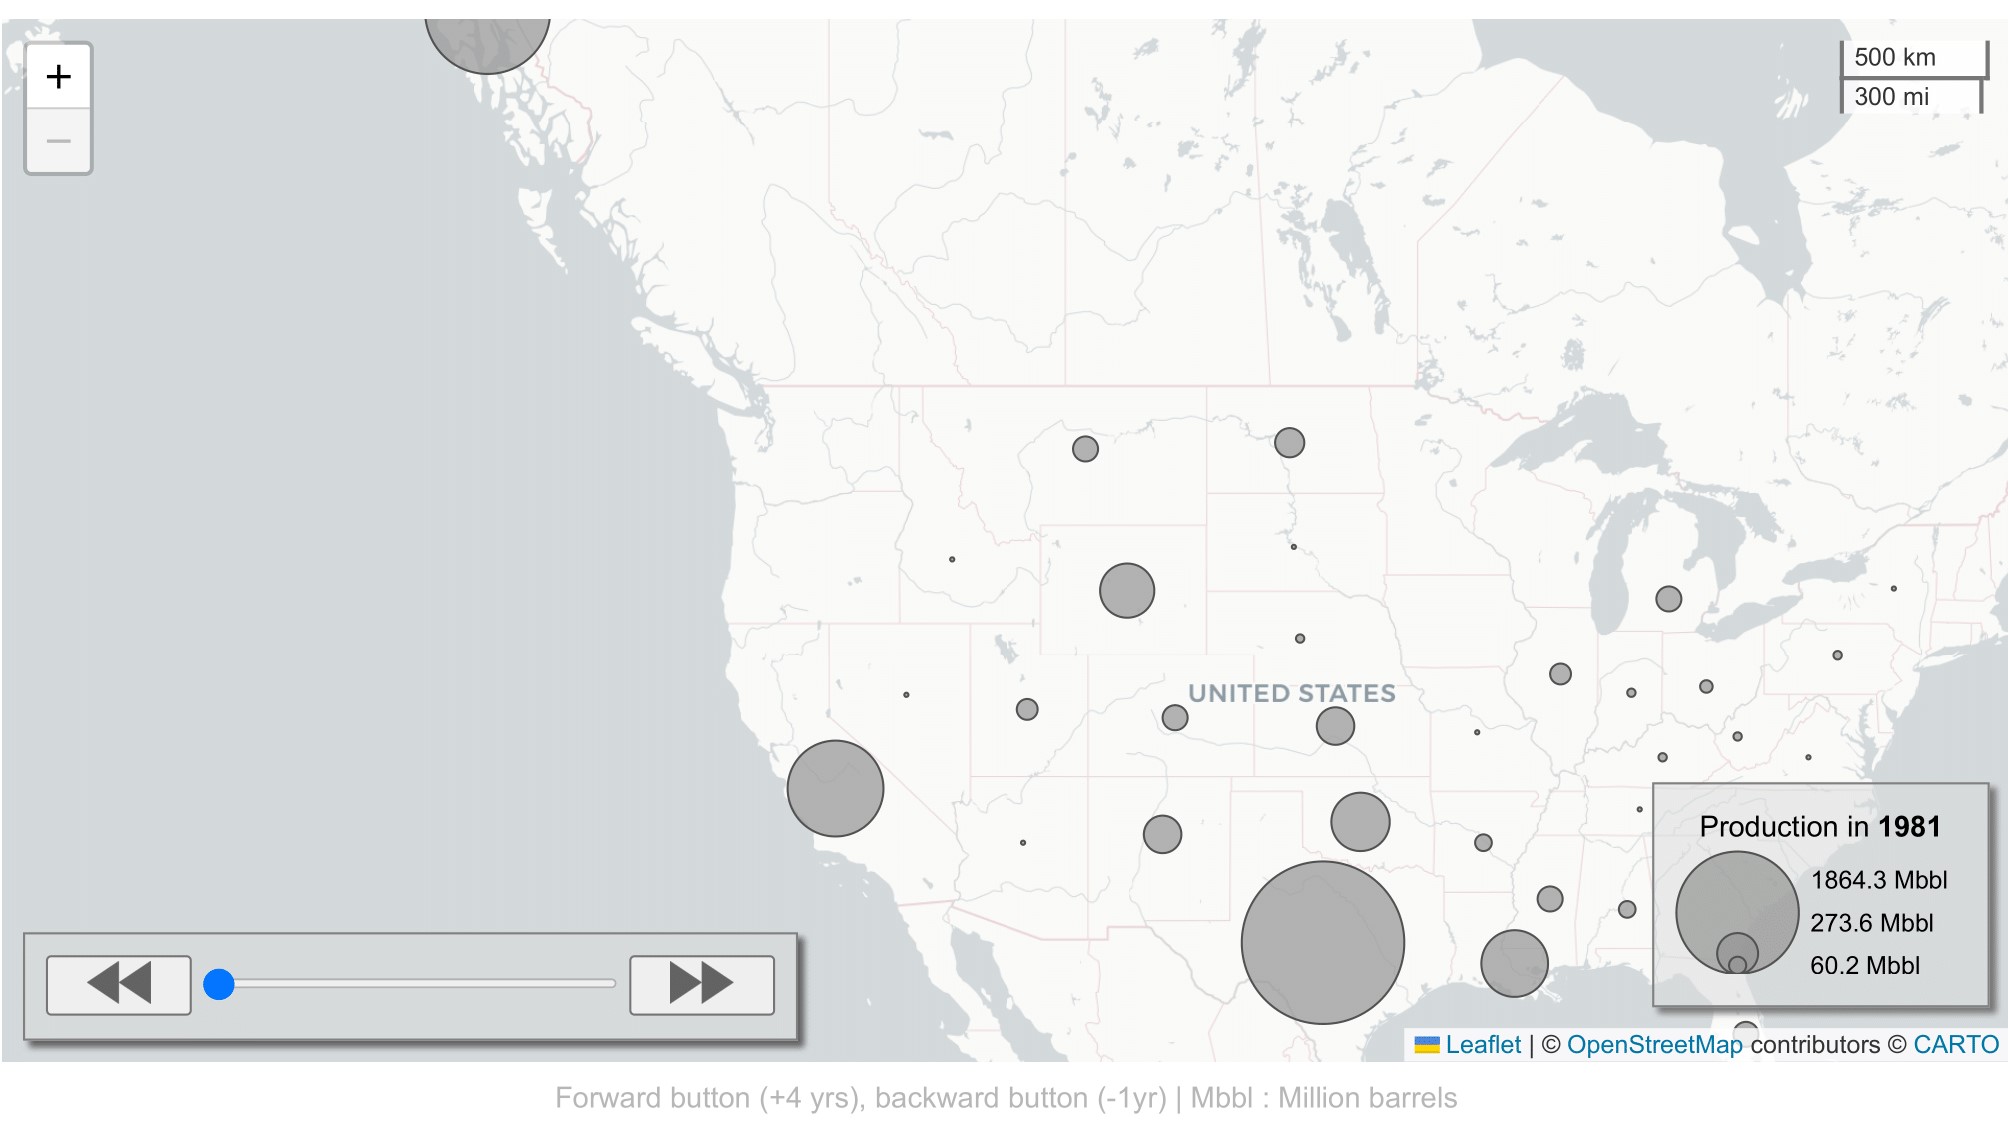 +
500 km
300 mi
−
UNITED STATES
Production in 1981
1864.3 Mbbl
273.6 Mbbl
60.2 Mbbl
Leaflet | © OpenStreetMap contributors © CARTO
Forward button (+4 yrs), backward button (-1yr) | Mbbl : Million barrels